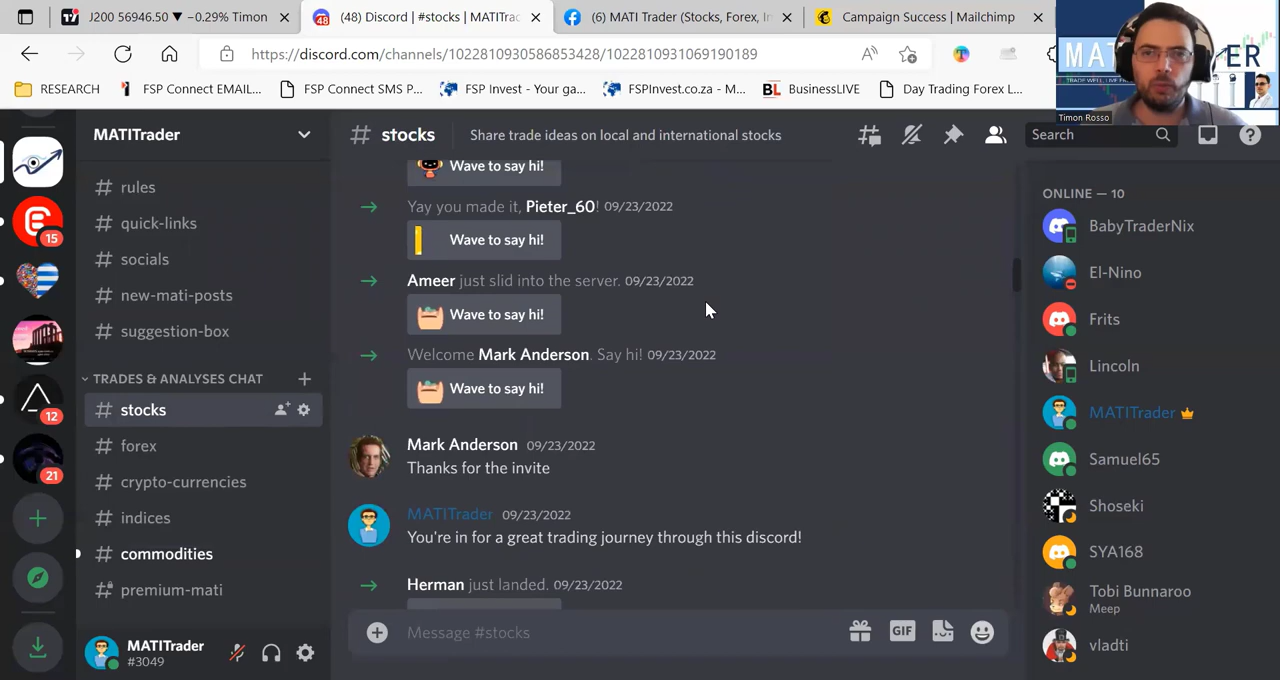 J200 56946.50 ▼ −0.29% Timon
(48) Discord | #stocks | MATITrac
(6) MATI Trader (Stocks, Forex, In
Campaign Success | Mailchimp
https://discord.com/channels/1022810930586853428/1022810931069190189
RESEARCH
FSP Connect EMAIL...
FSP Connect SMS P...
FSP Invest - Your ga...
FSPInvest.co.za - M...
BusinessLIVE
Day Trading Forex L...
MATI
ER
Timon Rosso
MATITrader
# stocks
Share trade ideas on local and international stocks
Search
# rules
# quick-links
# socials
# new-mati-posts
# suggestion-box
TRADES & ANALYSES CHAT
# stocks
# forex
# crypto-currencies
# indices
# commodities
# premium-mati
48
15
12
21
MATITrader
#3049
Wave to say hi!
Yay you made it, Pieter_60! 09/23/2022
Wave to say hi!
Ameer just slid into the server. 09/23/2022
Wave to say hi!
Welcome Mark Anderson. Say hi! 09/23/2022
Wave to say hi!
Mark Anderson 09/23/2022
Thanks for the invite
MATITrader 09/23/2022
You're in for a great trading journey through this discord!
Herman just landed. 09/23/2022
Message #stocks
GIF
ONLINE — 10
BabyTraderNix
El-Nino
Frits
Lincoln
MATITrader
Samuel65
Shoseki
SYA168
Tobi Bunnaroo
Meep
vladti